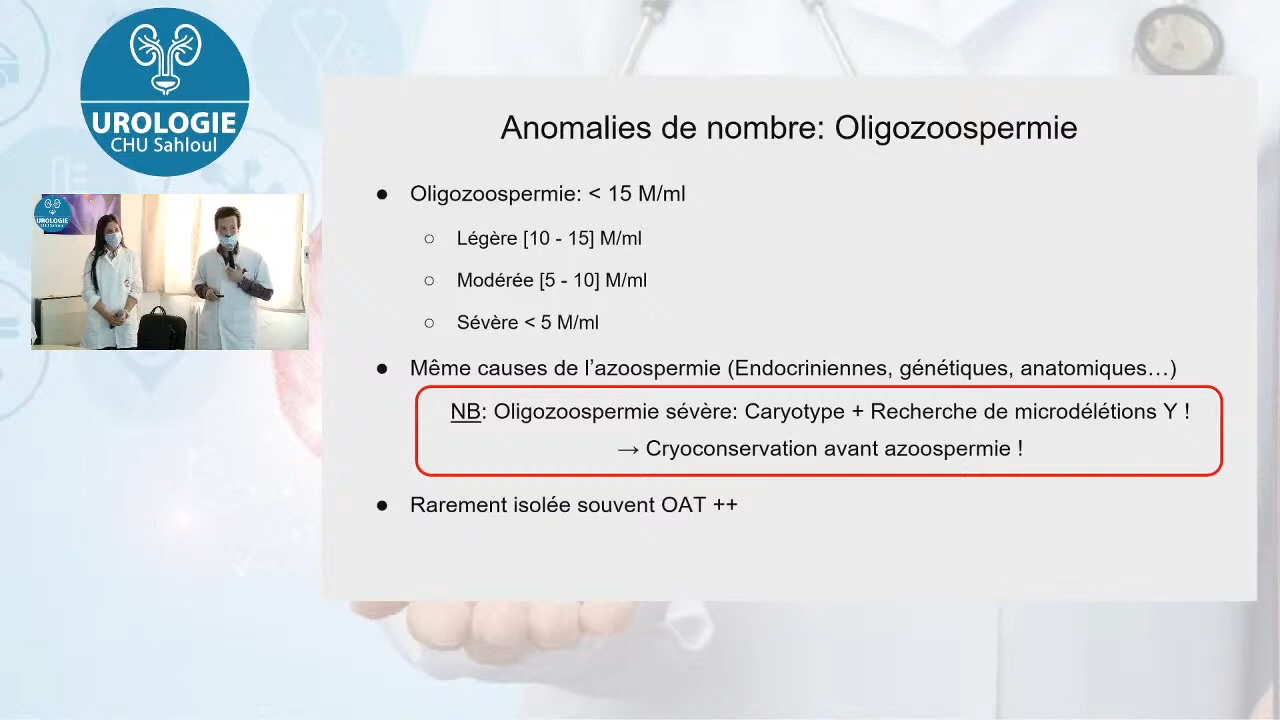 UROLOGIE
CHU Sahloul
UROLOGIE
Anomalies de nombre: Oligozoospermie
● Oligozoospermie: < 15 M/ml
○ Légère [10 - 15] M/ml
○ Modérée [5 - 10] M/ml
○ Sévère < 5 M/ml
● Même causes de l’azoospermie (Endocriniennes, génétiques, anatomiques…)
NB: Oligozoospermie sévère: Caryotype + Recherche de microdélétions Y !
→ Cryoconservation avant azoospermie !
● Rarement isolée souvent OAT ++